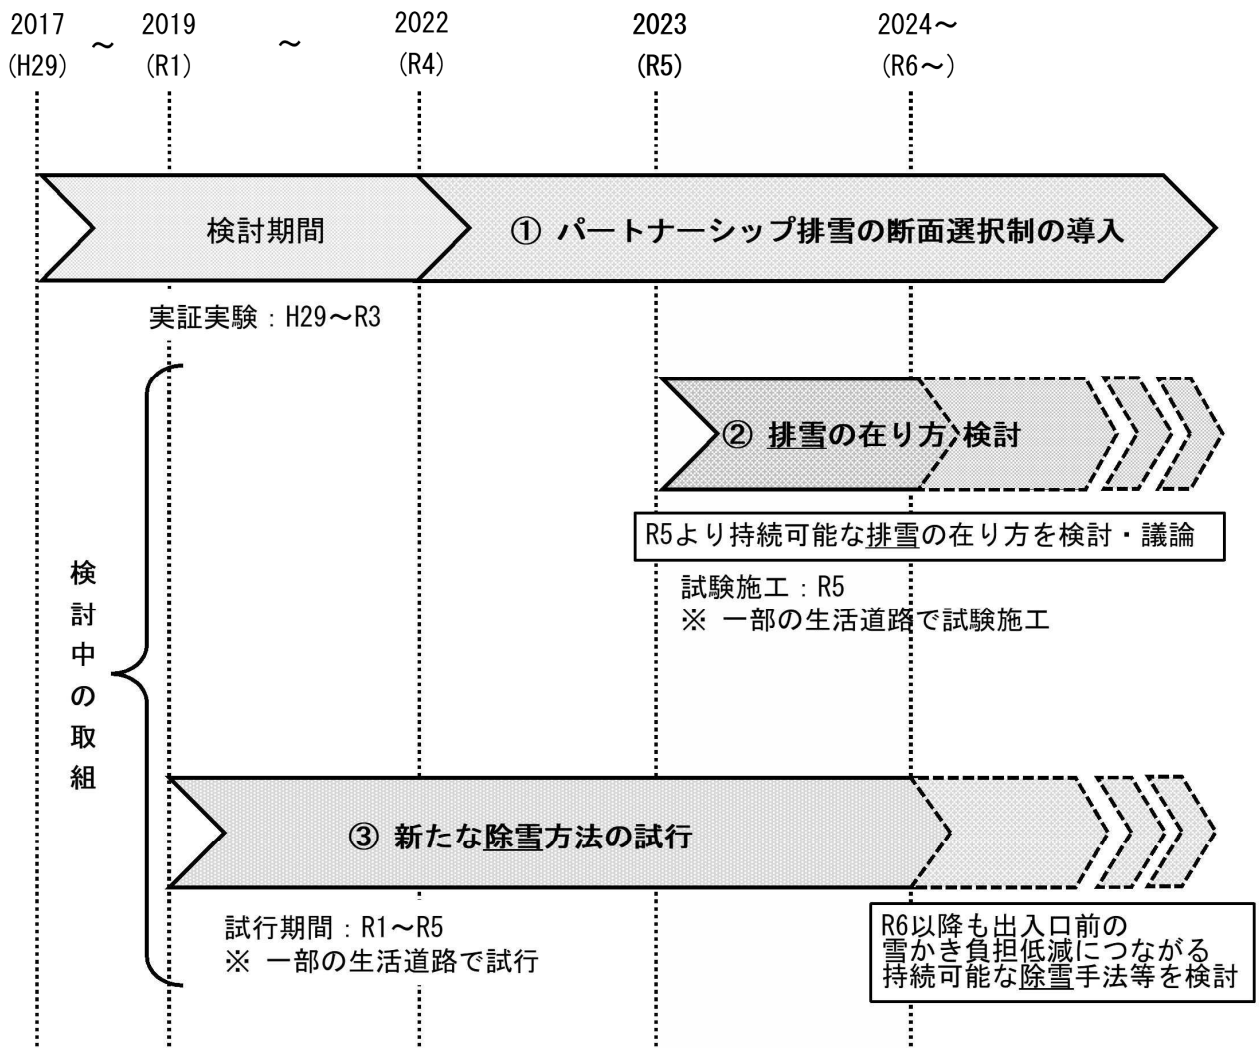 2017 ～ 2019 ～ 2022 2023 2024～
(H29) (R1) (R4) (R5) (R6～)
検討期間
① パートナーシップ排雪の断面選択制の導入
実証実験：H29～R3
② 排雪の在り方 検討
R5より持続可能な排雪の在り方を検討・議論
試験施工：R5
※ 一部の生活道路で試験施工
検討中の取組
③ 新たな除雪方法の試行
試行期間：R1～R5
※ 一部の生活道路で試行
R6以降も出入口前の
雪かき負担低減につながる
持続可能な除雪手法等を検討